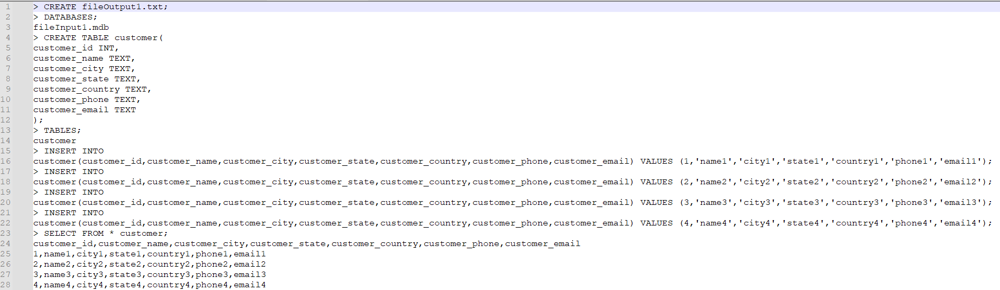 1 > CREATE fileOutput1.txt;
2 > DATABASES;
3 fileInput1.mdb
4 > CREATE TABLE customer(
5 customer_id INT,
6 customer_name TEXT,
7 customer_city TEXT,
8 customer_state TEXT,
9 customer_country TEXT,
10 customer_phone TEXT,
11 customer_email TEXT
12 );
13 > TABLES;
14 customer
15 > INSERT INTO
16 customer(customer_id,customer_name,customer_city,customer_state,customer_country,customer_phone,customer_email) VALUES (1,'name1','city1','state1','country1','phone1','email1');
17 > INSERT INTO
18 customer(customer_id,customer_name,customer_city,customer_state,customer_country,customer_phone,customer_email) VALUES (2,'name2','city2','state2','country2','phone2','email2');
19 > INSERT INTO
20 customer(customer_id,customer_name,customer_city,customer_state,customer_country,customer_phone,customer_email) VALUES (3,'name3','city3','state3','country3','phone3','email3');
21 > INSERT INTO
22 customer(customer_id,customer_name,customer_city,customer_state,customer_country,customer_phone,customer_email) VALUES (4,'name4','city4','state4','country4','phone4','email4');
23 > SELECT FROM * customer;
24 customer_id,customer_name,customer_city,customer_state,customer_country,customer_phone,customer_email
25 1,name1,city1,state1,country1,phone1,email1
26 2,name2,city2,state2,country2,phone2,email2
27 3,name3,city3,state3,country3,phone3,email3
28 4,name4,city4,state4,country4,phone4,email4